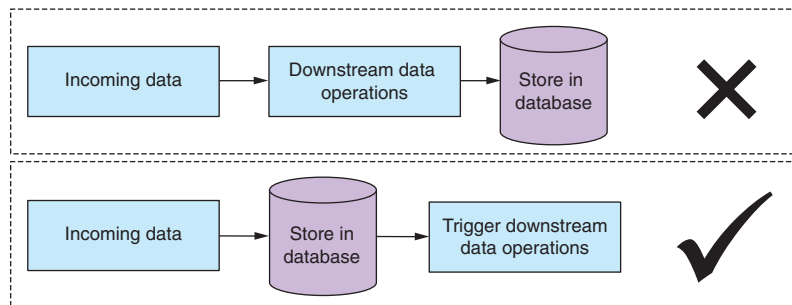 Incoming data
Downstream data
operations
Store in
database
Incoming data
Store in
database
Trigger downstream
data operations